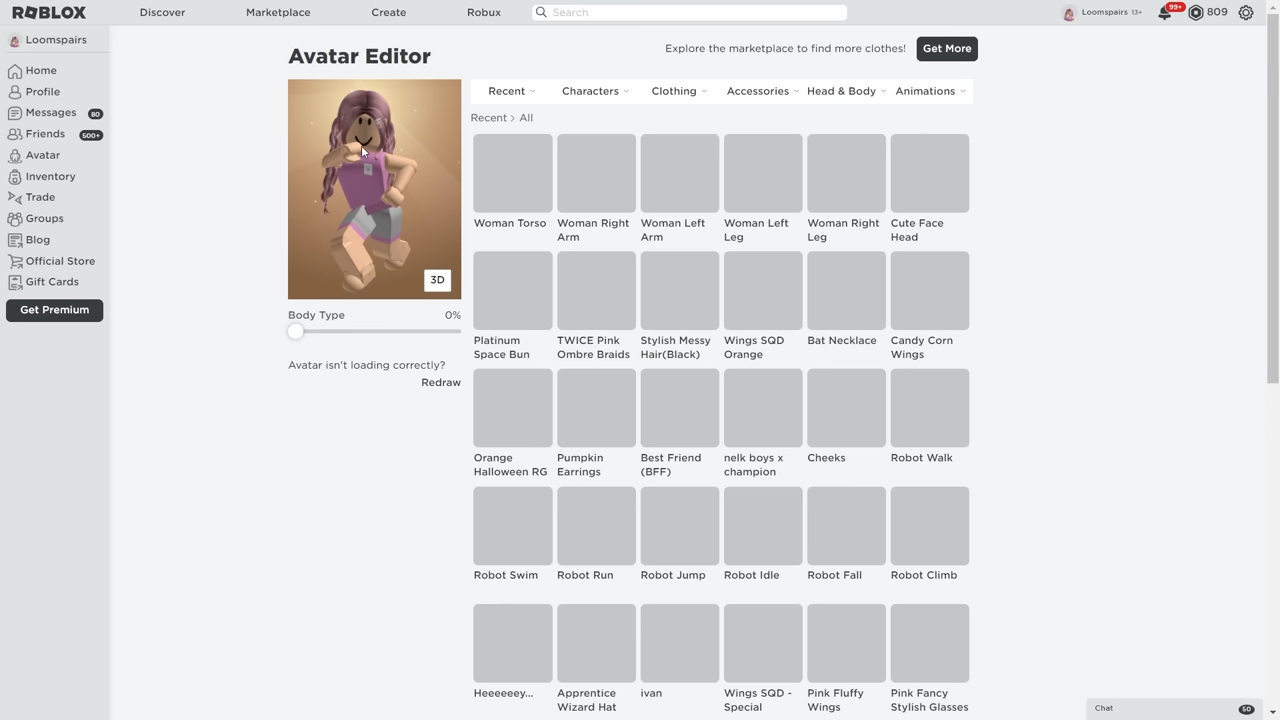 ROBLOX
Discover
Marketplace
Create
Robux
Search
Loomspairs 13+
99+
809
Loomspairs
Home
Profile
Messages
80
Friends
500+
Avatar
Inventory
Trade
Groups
Blog
Official Store
Gift Cards
Get Premium
Avatar Editor
Explore the marketplace to find more clothes!
Get More
3D
Body Type
0%
Avatar isn't loading correctly?
Redraw
Recent
Characters
Clothing
Accessories
Head & Body
Animations
Recent > All
Woman Torso
Woman Right
Arm
Woman Left
Arm
Woman Left
Leg
Woman Right
Leg
Cute Face
Head
Platinum
Space Bun
TWICE Pink
Ombre Braids
Stylish Messy
Hair(Black)
Wings SQD
Orange
Bat Necklace
Candy Corn
Wings
Orange
Halloween RG
Pumpkin
Earrings
Best Friend
(BFF)
nelk boys x
champion
Cheeks
Robot Walk
Robot Swim
Robot Run
Robot Jump
Robot Idle
Robot Fall
Robot Climb
Heeeeeey...
Apprentice
Wizard Hat
ivan
Wings SQD -
Special
Pink Fluffy
Wings
Pink Fancy
Stylish Glasses
Chat
50